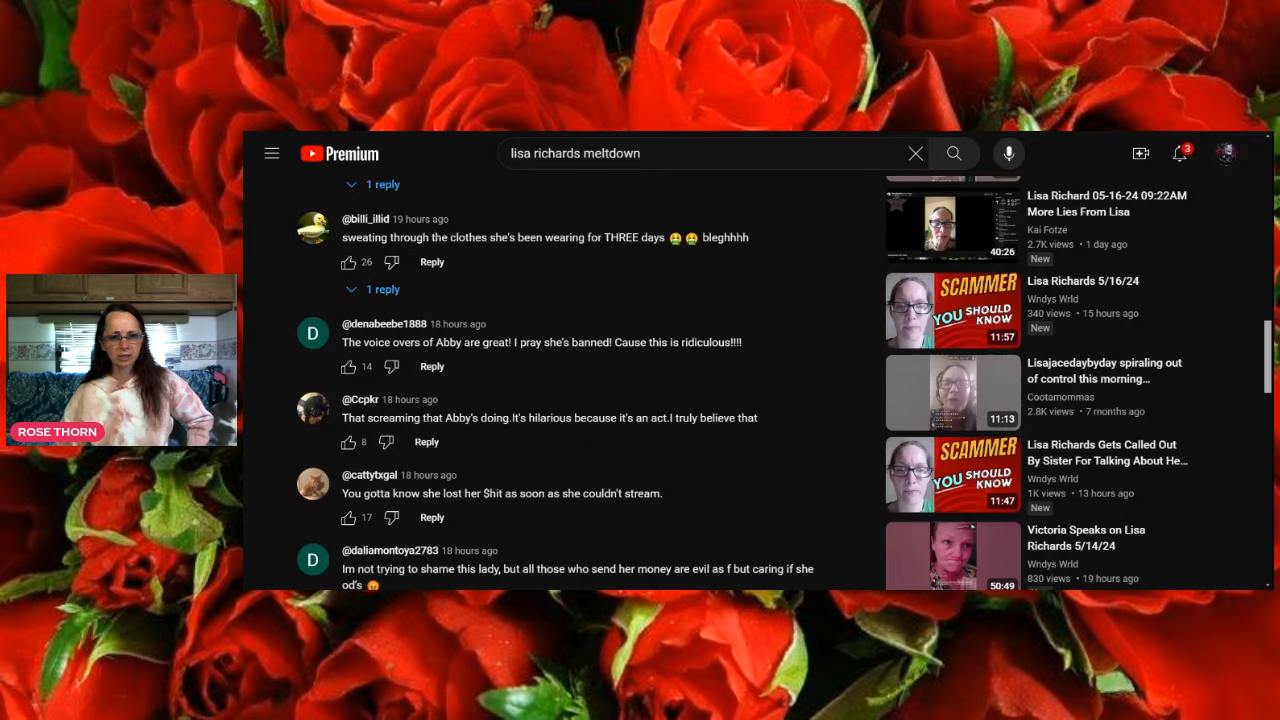 Premium
lisa richards meltdown
3
1 reply
@billi_illid 19 hours ago
sweating through the clothes she's been wearing for THREE days 🤮 🤮 bleghhhh
26 Reply
1 reply
D
@denabeebe1888 18 hours ago
The voice overs of Abby are great! I pray she's banned! Cause this is ridiculous!!!!
14 Reply
@Ccpkr 18 hours ago
That screaming that Abby's doing.It's hilarious because it's an act.I truly believe that
8 Reply
@cattytxgal 18 hours ago
You gotta know she lost her $hit as soon as she couldn't stream.
17 Reply
D
@daliamontoya2783 18 hours ago
Im not trying to shame this lady, but all those who send her money are evil as f but caring if she
od's 😡
40:26
Lisa Richard 05-16-24 09:22AM
More Lies From Lisa
Kai Fotze
2.7K views • 1 day ago
New
SCAMMER
YOU SHOULD
KNOW
11:57
Lisa Richards 5/16/24
Wndys Wrld
340 views • 15 hours ago
New
11:13
Lisajacedaybyday spiraling out
of control this morning...
Cootamommas
2.8K views • 7 months ago
SCAMMER
YOU SHOULD
KNOW
11:47
Lisa Richards Gets Called Out
By Sister For Talking About He...
Wndys Wrld
1K views • 13 hours ago
New
50:49
Victoria Speaks on Lisa
Richards 5/14/24
Wndys Wrld
830 views • 19 hours ago
ROSE THORN